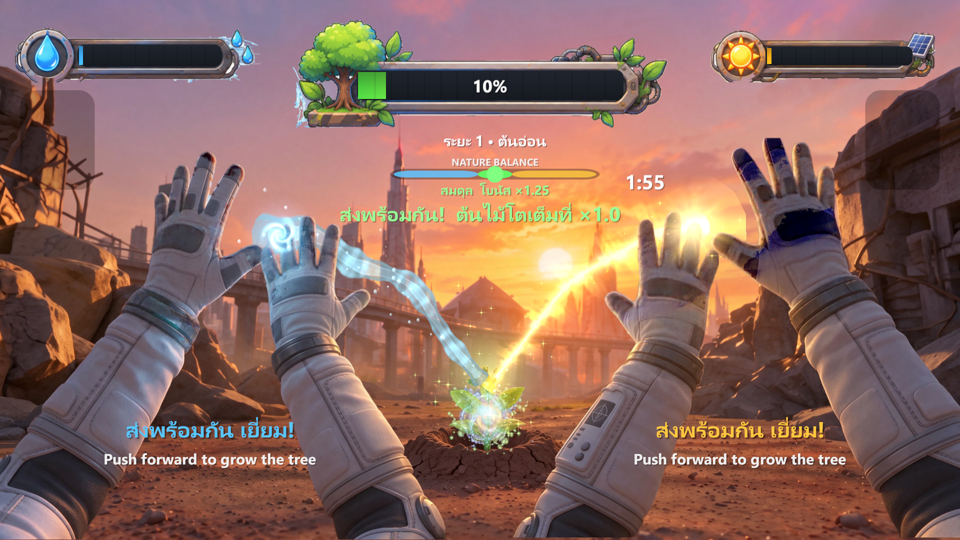 10%
ระยะ 1 • ต้นอ่อน
NATURE BALANCE
1:55
สมดุล โบนัส ×1.25
ส่งพร้อมกัน! ต้นไม้โตเต็มที่ ×1.0
ส่งพร้อมกัน เยี่ยม!
Push forward to grow the tree
ส่งพร้อมกัน เยี่ยม!
Push forward to grow the tree